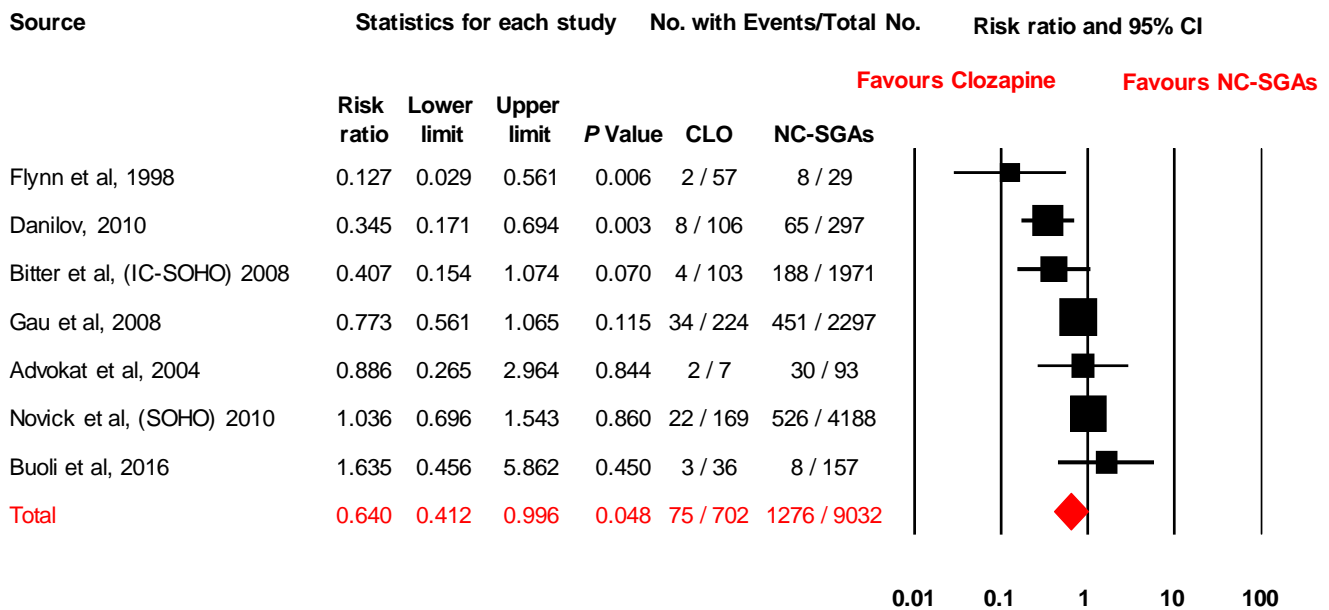 Source Statistics for each study No. with Events/Total No. Risk ratio and 95% CI
Favours Clozapine Favours NC-SGAs
Risk Lower Upper
ratio limit limit P Value CLO NC-SGAs
Flynn et al, 1998 0.127 0.029 0.561 0.006 2 / 57 8 / 29
Danilov, 2010 0.345 0.171 0.694 0.003 8 / 106 65 / 297
Bitter et al, (IC-SOHO) 2008 0.407 0.154 1.074 0.070 4 / 103 188 / 1971
Gau et al, 2008 0.773 0.561 1.065 0.115 34 / 224 451 / 2297
Advokat et al, 2004 0.886 0.265 2.964 0.844 2 / 7 30 / 93
Novick et al, (SOHO) 2010 1.036 0.696 1.543 0.860 22 / 169 526 / 4188
Buoli et al, 2016 1.635 0.456 5.862 0.450 3 / 36 8 / 157
Total 0.640 0.412 0.996 0.048 75 / 702 1276 / 9032
0.01 0.1 1 10 100